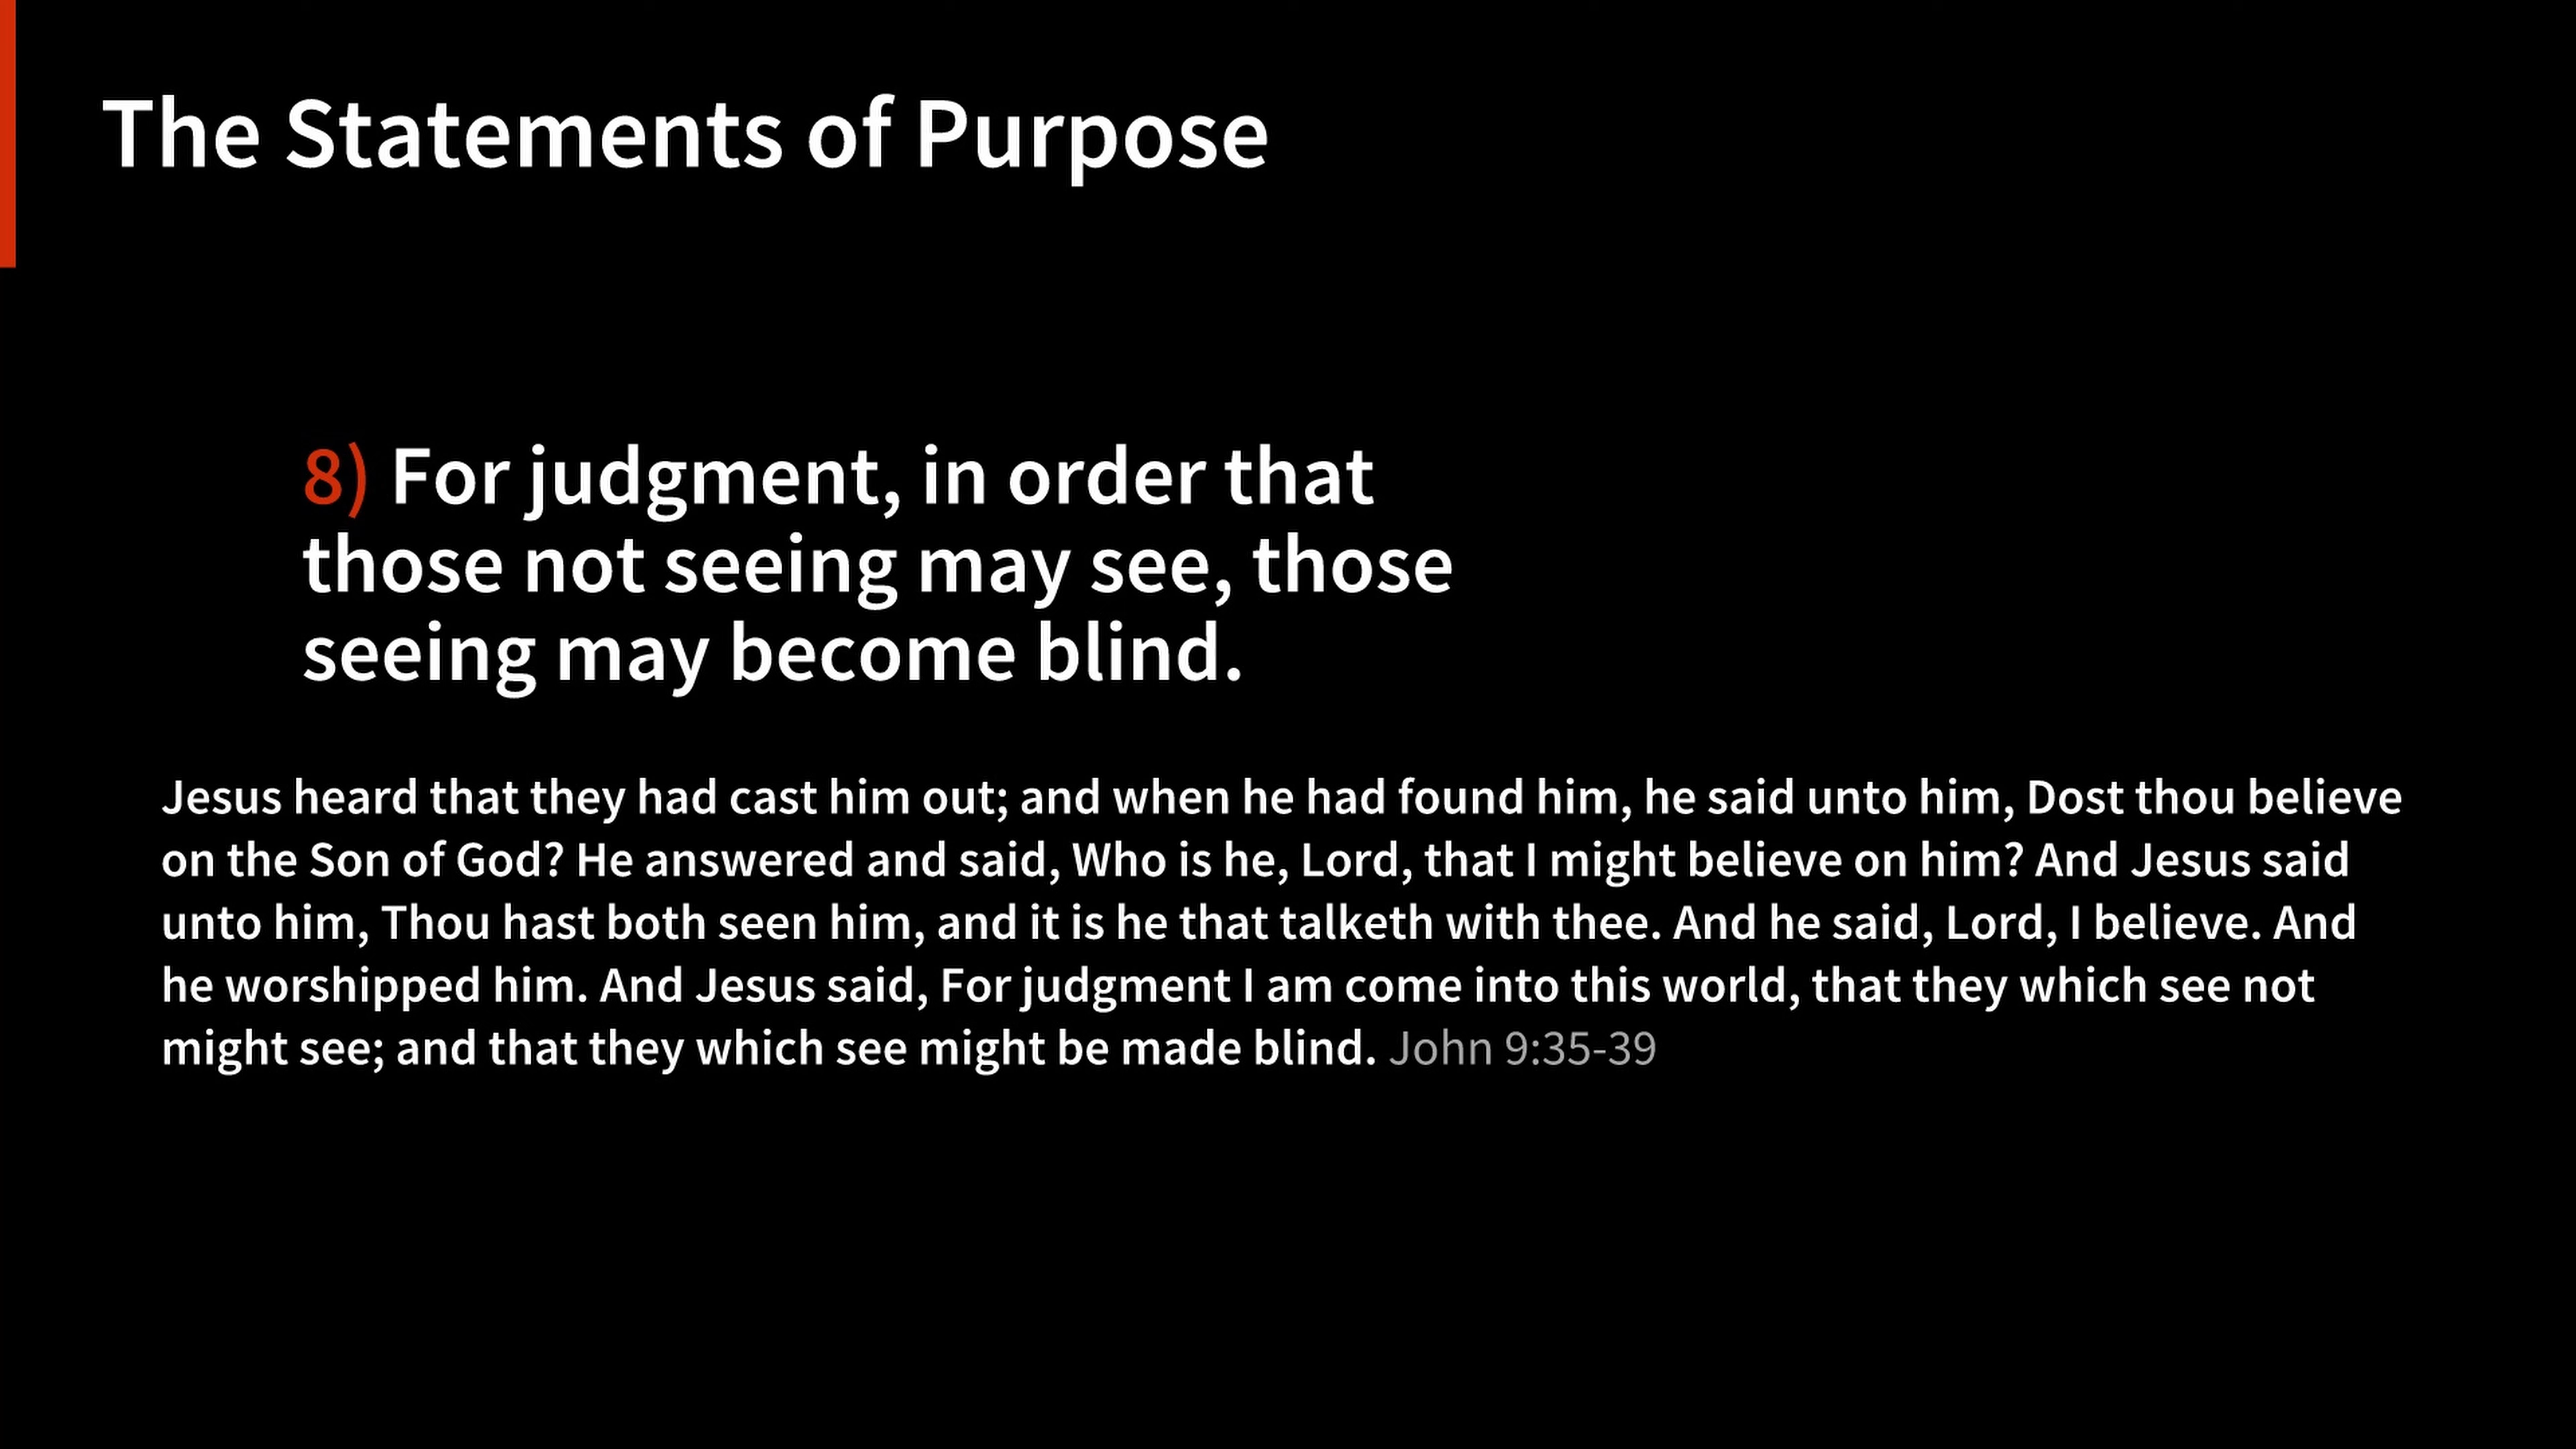 The Statements of Purpose
8) For judgment, in order that
those not seeing may see, those
seeing may become blind.
Jesus heard that they had cast him out; and when he had found him, he said unto him, Dost thou believe
on the Son of God? He answered and said, Who is he, Lord, that I might believe on him? And Jesus said
unto him, Thou hast both seen him, and it is he that talketh with thee. And he said, Lord, I believe. And
he worshipped him. And Jesus said, For judgment I am come into this world, that they which see not
might see; and that they which see might be made blind. John 9:35-39